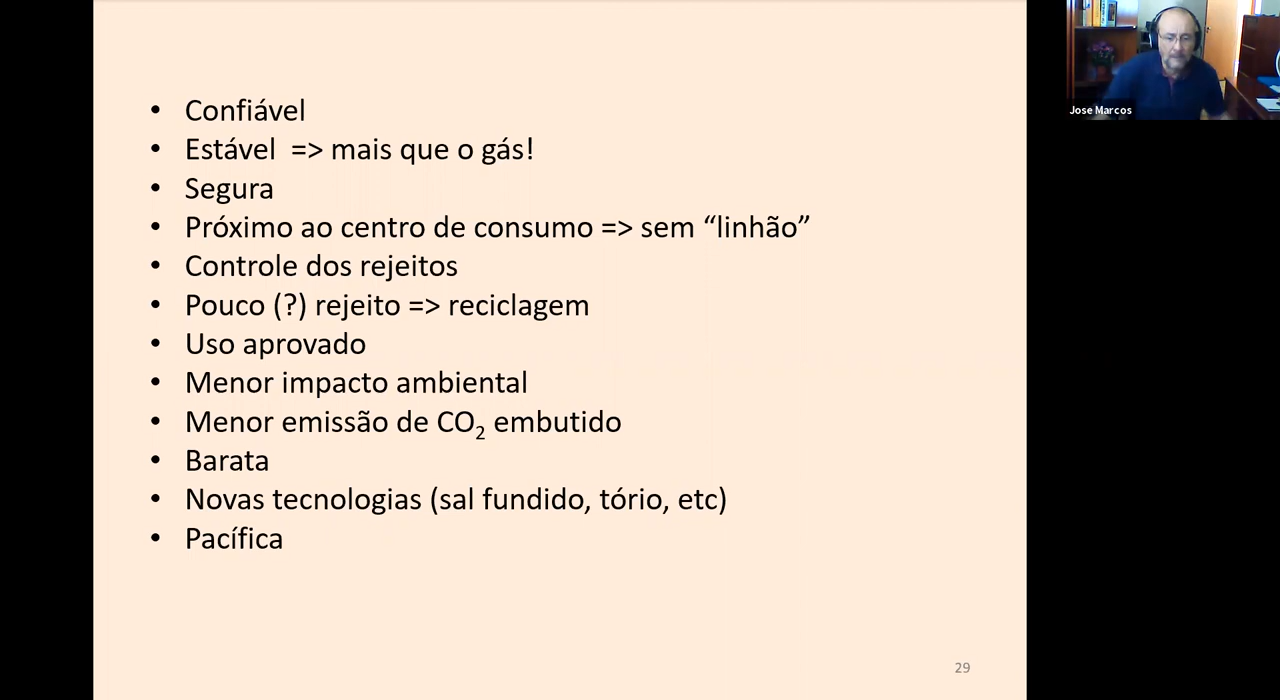 • Confiável
• Estável => mais que o gás!
• Segura
• Próximo ao centro de consumo => sem “linhão”
• Controle dos rejeitos
• Pouco (?) rejeito => reciclagem
• Uso aprovado
• Menor impacto ambiental
• Menor emissão de CO₂ embutido
• Barata
• Novas tecnologias (sal fundido, tório, etc)
• Pacífica
29
Jose Marcos